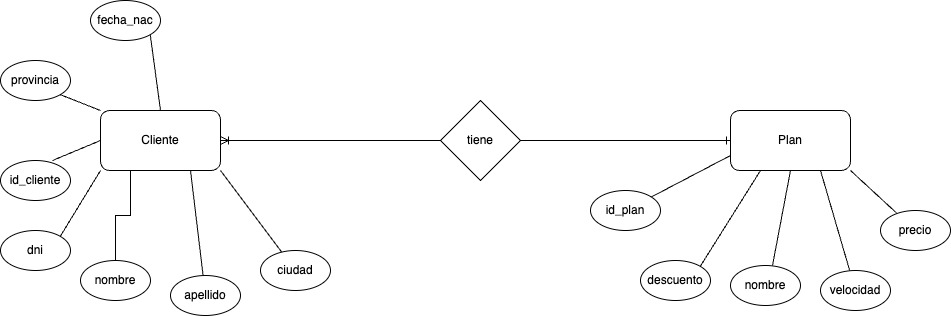 fecha_nac
provincia
Cliente
tiene
Plan
id_cliente
id_plan
precio
dni
nombre
apellido
ciudad
descuento
nombre
velocidad